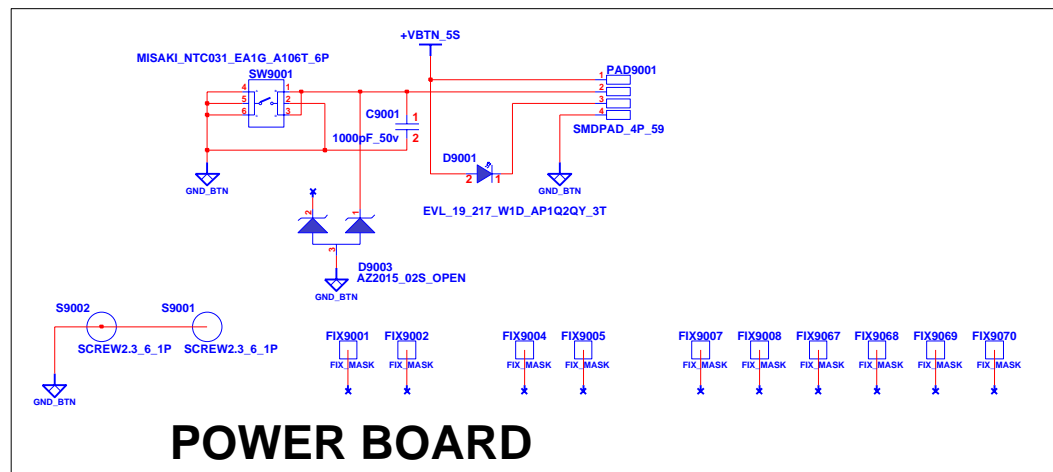 +VBTN_5S
MISAKI_NTC031_EA1G_A106T_6P
SW9001
4
5
6
1
2
3
C9001
1
1000pF_50v
2
PAD9001
1
2
3
4
SMDPAD_4P_59
D9001
2
1
GND_BTN
GND_BTN
EVL_19_217_W1D_AP1Q2QY_3T
2
1
3
D9003
AZ2015_02S_OPEN
GND_BTN
S9002
S9001
SCREW2.3_6_1P
SCREW2.3_6_1P
GND_BTN
FIX9001
FIX9002
FIX9004
FIX9005
FIX9007
FIX9008
FIX9067
FIX9068
FIX9069
FIX9070
FIX_MASK
FIX_MASK
FIX_MASK
FIX_MASK
FIX_MASK
FIX_MASK
FIX_MASK
FIX_MASK
FIX_MASK
FIX_MASK
POWER BOARD